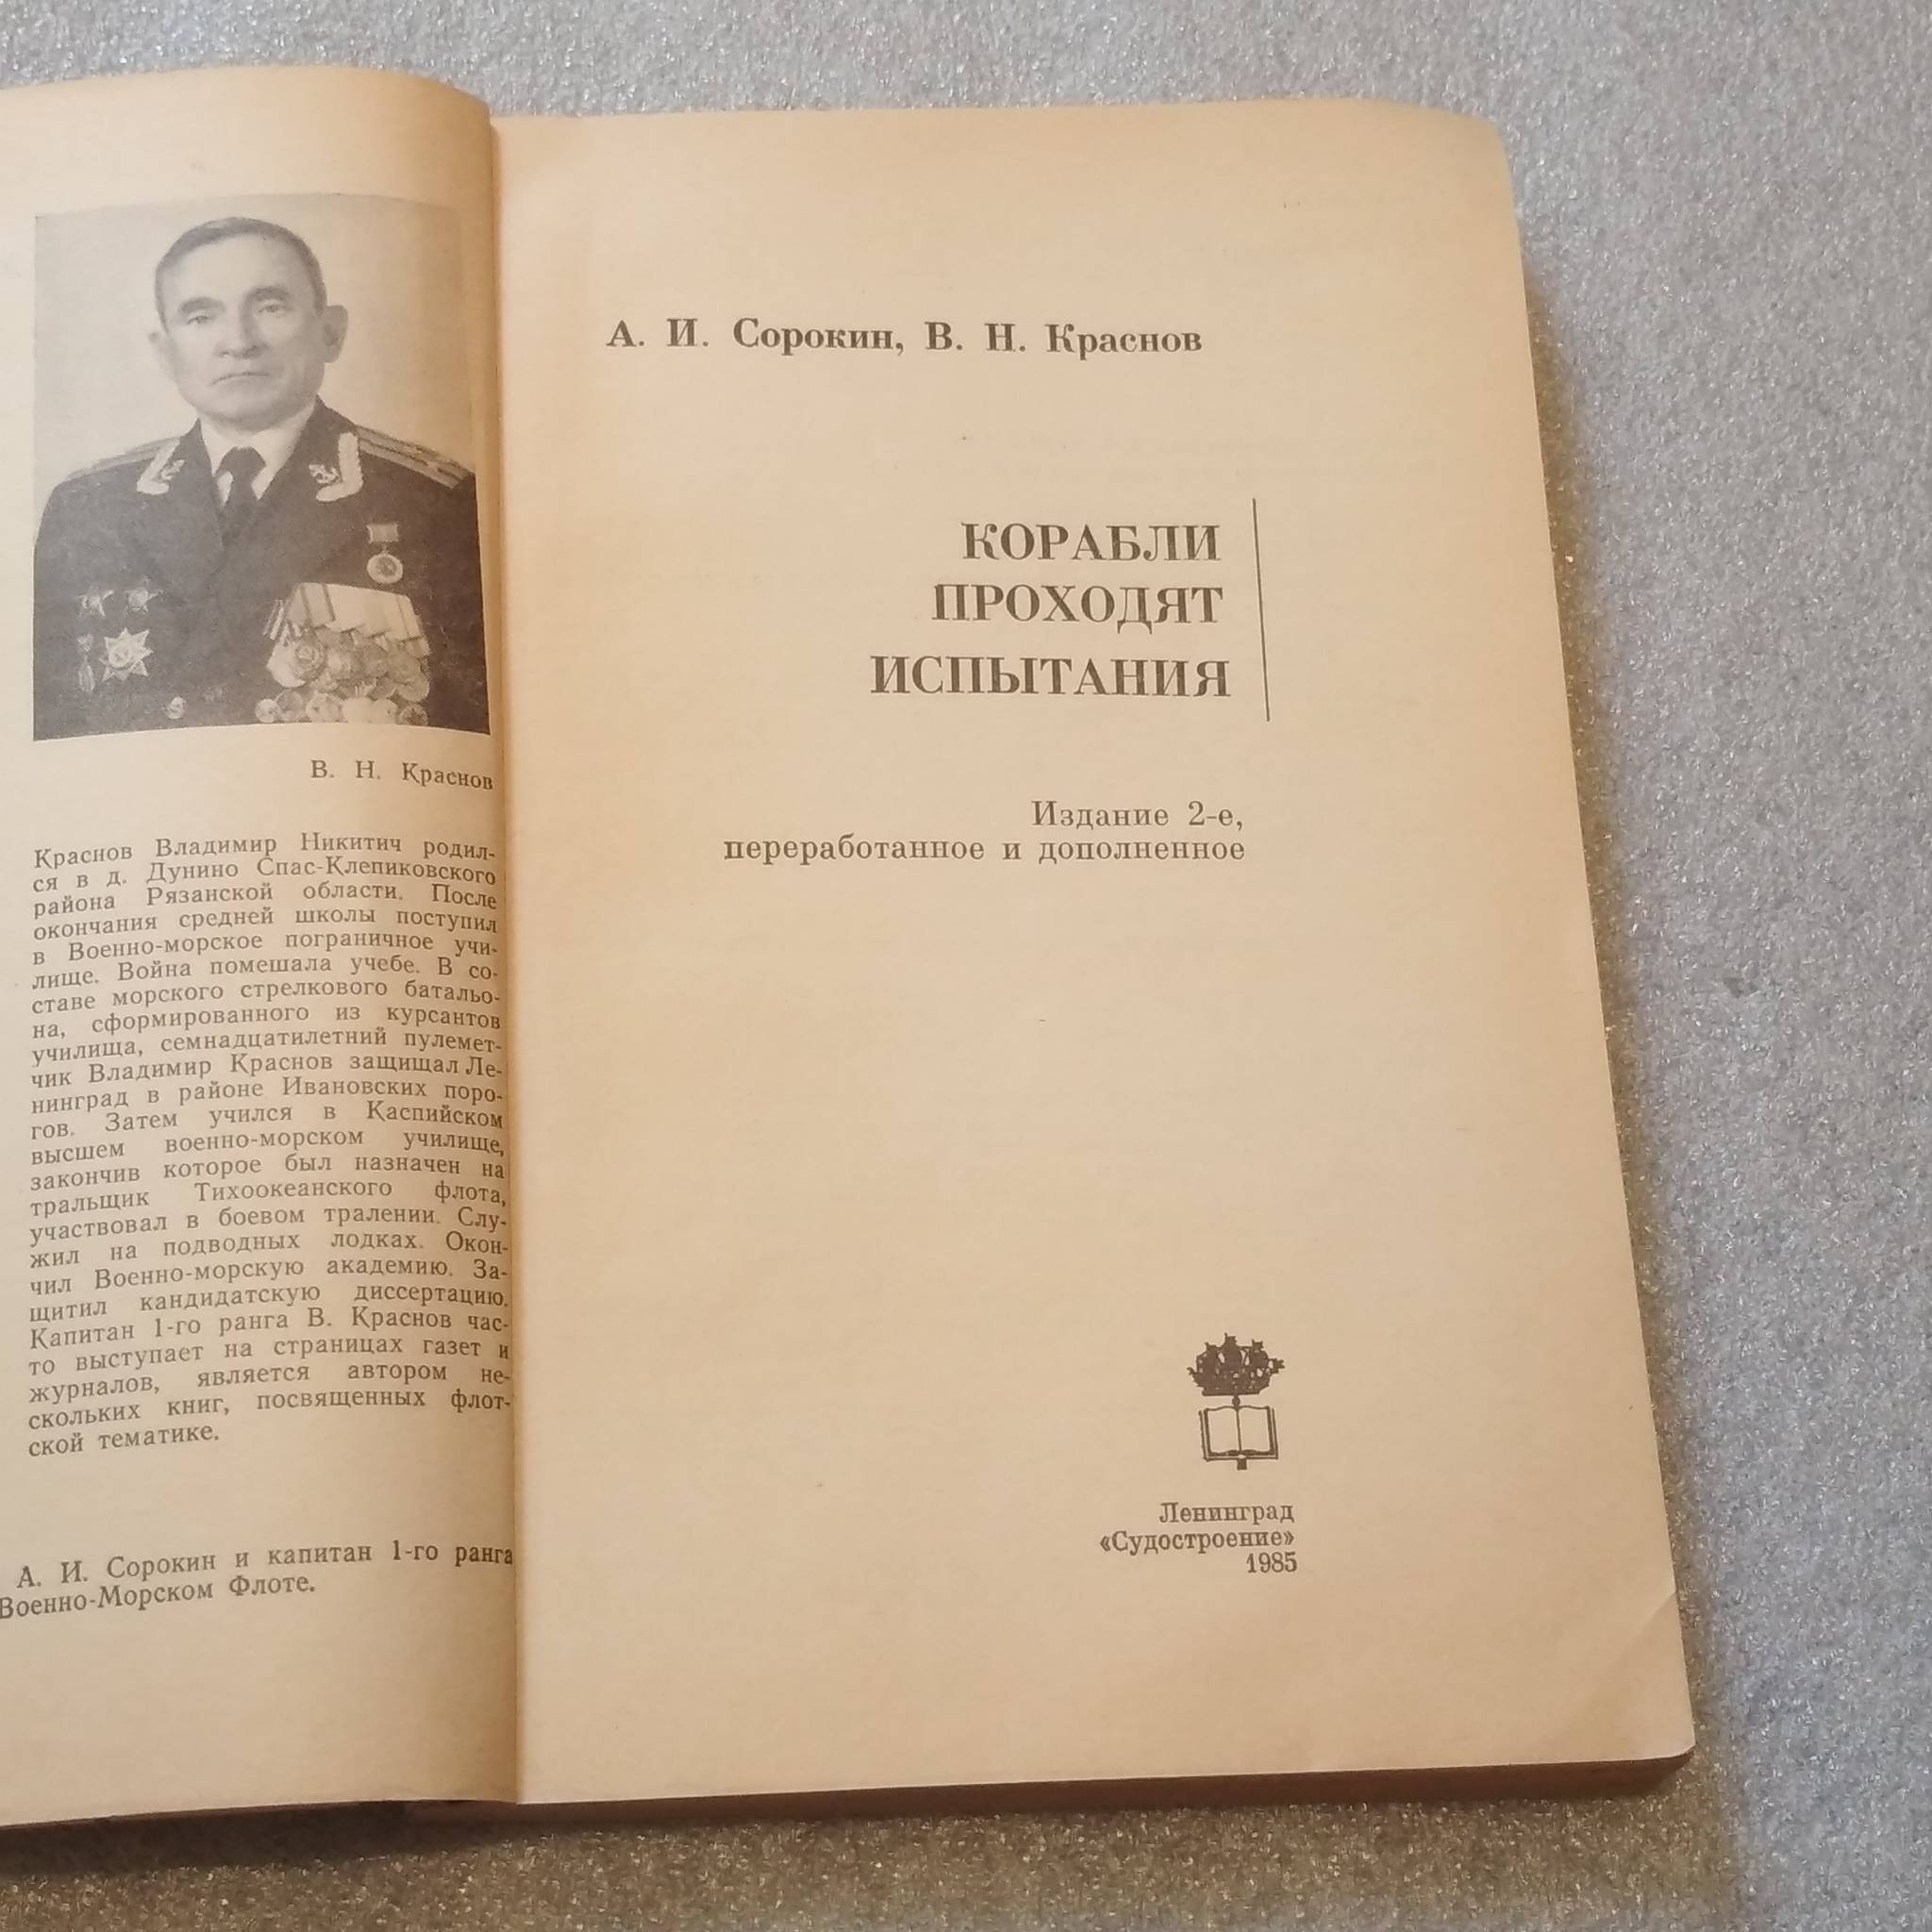 В. Н. Краснов
Краснов Владимир Никитич родил-
ся в д. Дунино Спас-Клепиковского
района Рязанской области. После
окончания средней школы поступил
в Военно-морское пограничное учи-
лище. Война помешала учебе. В со-
ставе морского стрелкового батальо-
на, сформированного из курсантов
училища, семнадцатилетний пулемет-
чик Владимир Краснов защищал Ле-
нинград в районе Ивановских поро-
гов. Затем учился в Каспийском
высшем военно-морском училище,
закончив которое был назначен на
тральщик Тихоокеанского флота,
участвовал в боевом тралении. Слу-
жил на подводных лодках. Окон-
чил Военно-морскую академию. За-
щитил кандидатскую диссертацию.
Капитан 1-го ранга В. Краснов час-
то выступает на страницах газет и
журналов, является автором не-
скольких книг, посвященных флот-
ской тематике.
А. И. Сорокин и капитан 1-го ранга
Военно-Морском Флоте.
А. И. Сорокин, В. Н. Краснов
КОРАБЛИ
ПРОХОДЯТ
ИСПЫТАНИЯ
Издание 2-е,
переработанное и дополненное
Ленинград
«Судостроение»
1985